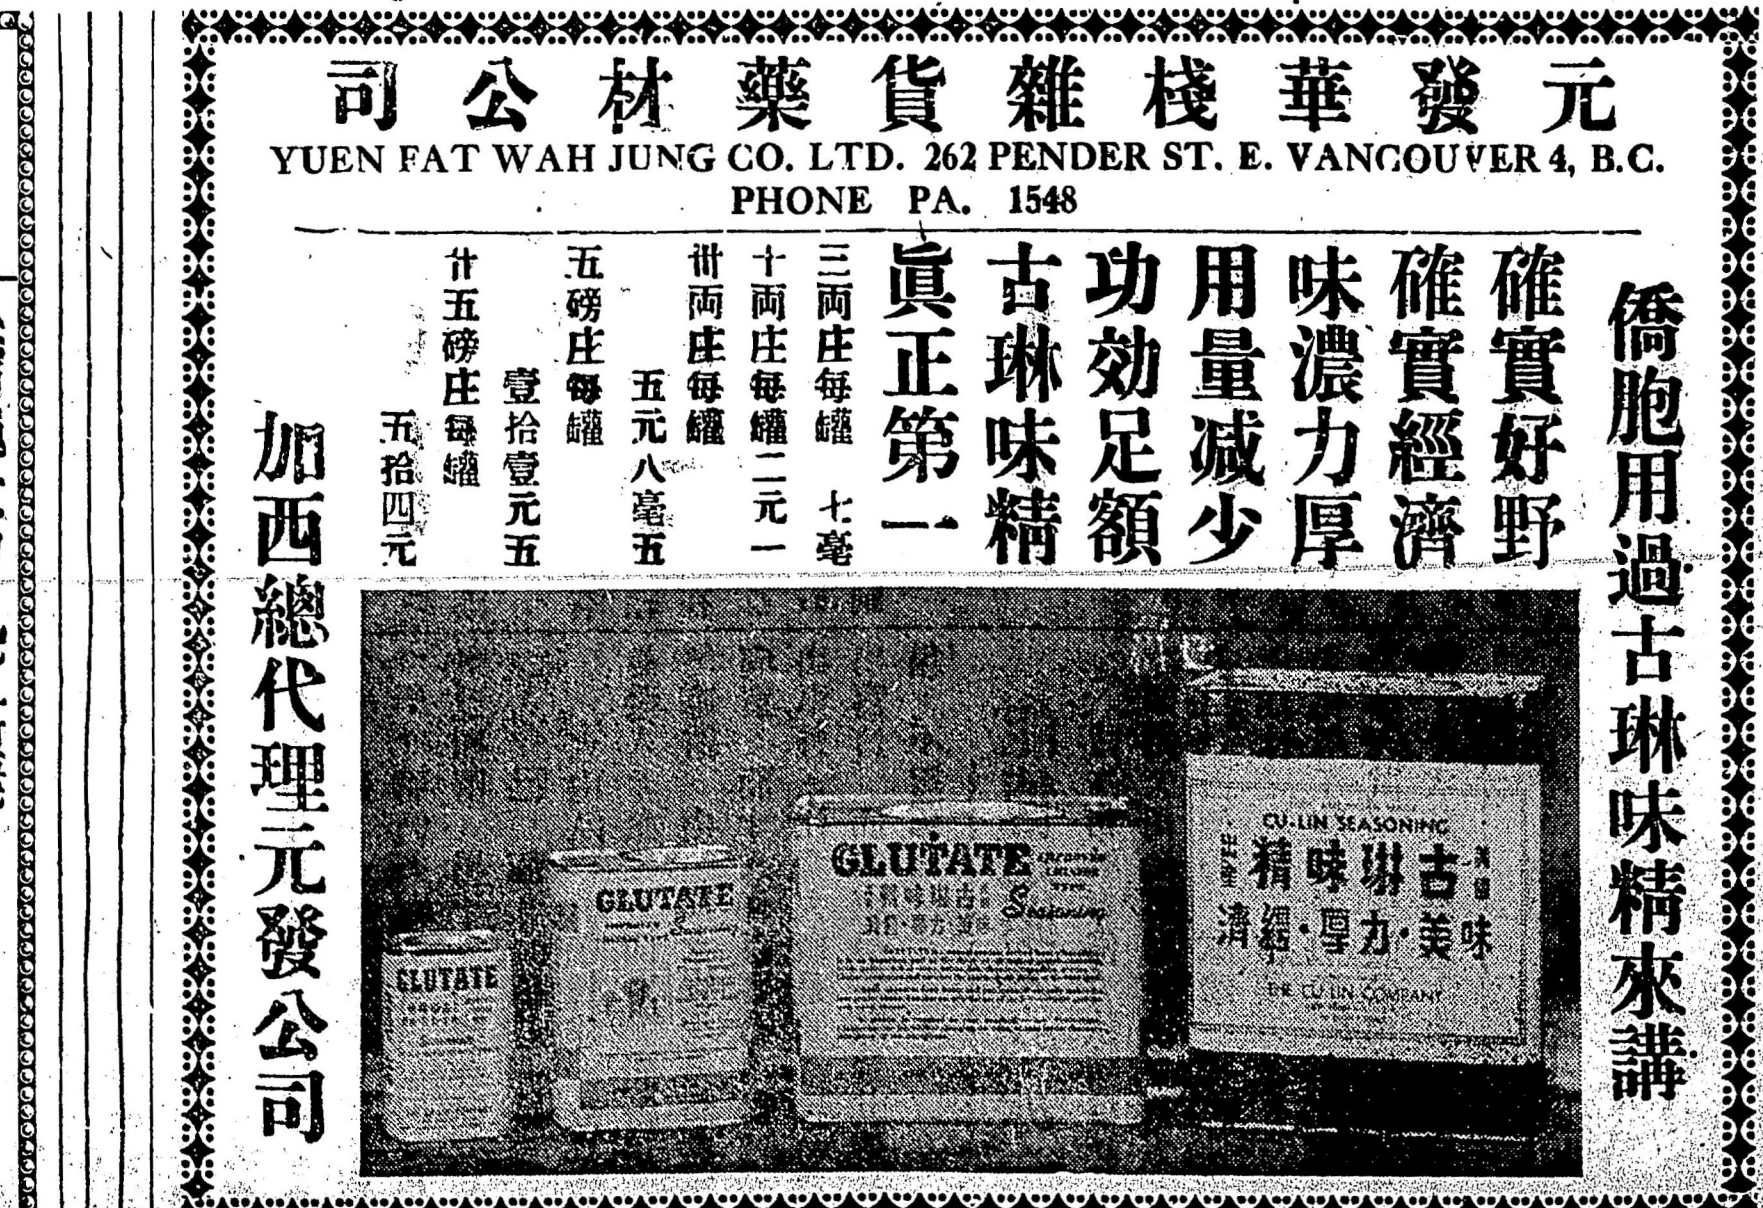 元發華棧雜貨藥材公司
YUEN FAT WAH JUNG CO. LTD. 262 PENDER ST. E. VANCOUVER 4, B.C.
PHONE PA. 1548
僑胞用過古琳味精來講
確實好野
確實經濟
味濃力厚
用量減少
功効足額
古琳味精
眞正第一
三両庄每罐 七毫
十両庄每罐二元一
卅両庄每罐
五元八毫五
五磅庄每罐
壹拾壹元五
廿五磅庄每罐
五拾四元
加西總代理元發公司
GLUTATE
GLUTATE
Seasoning
GLUTATE
Seasoning
古琳味精
CU-LIN SEASONING
古琳味精
味美·力厚·經濟
THE CU LIN COMPANY